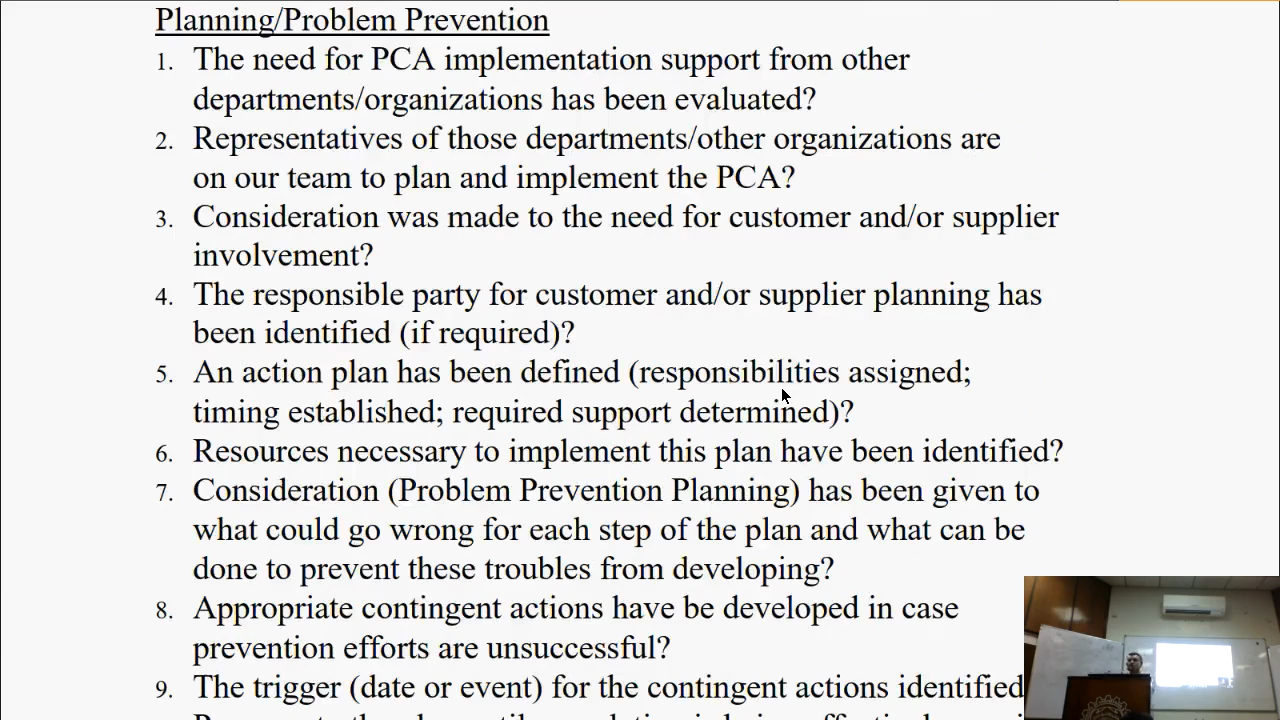 Planning/Problem Prevention
1. The need for PCA implementation support from other
departments/organizations has been evaluated?
2. Representatives of those departments/other organizations are
on our team to plan and implement the PCA?
3. Consideration was made to the need for customer and/or supplier
involvement?
4. The responsible party for customer and/or supplier planning has
been identified (if required)?
5. An action plan has been defined (responsibilities assigned;
timing established; required support determined)?
6. Resources necessary to implement this plan have been identified?
7. Consideration (Problem Prevention Planning) has been given to
what could go wrong for each step of the plan and what can be
done to prevent these troubles from developing?
8. Appropriate contingent actions have be developed in case
prevention efforts are unsuccessful?
9. The trigger (date or event) for the contingent actions identified